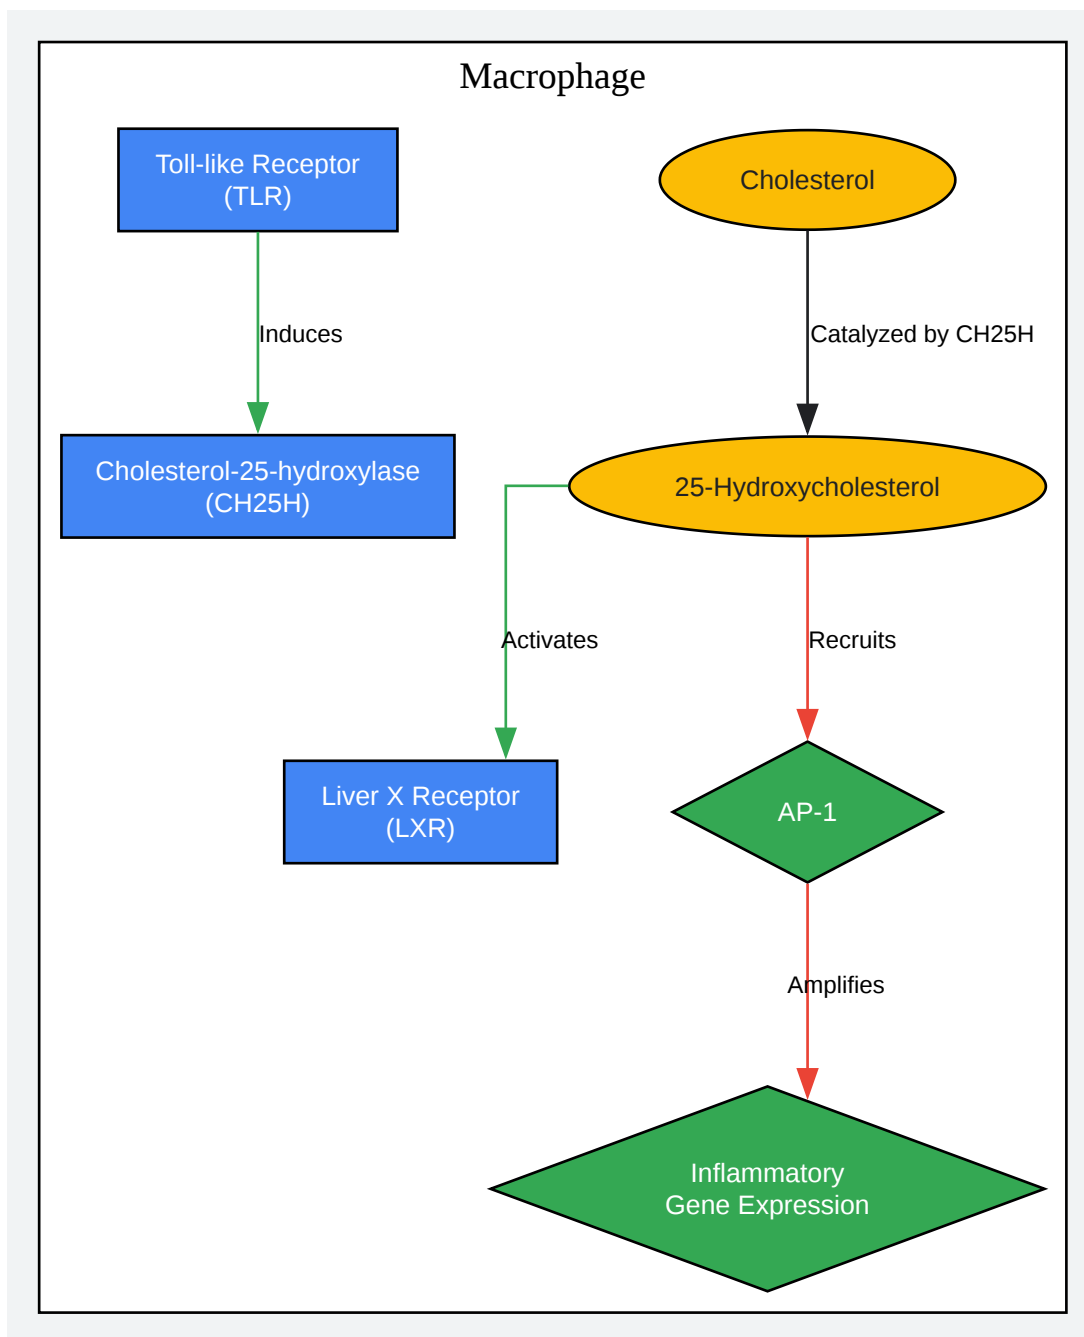 Macrophage
Toll-like Receptor
(TLR)
Cholesterol
Induces
Catalyzed by CH25H
Cholesterol-25-hydroxylase
(CH25H)
25-Hydroxycholesterol
Activates
Recruits
Liver X Receptor
(LXR)
AP-1
Amplifies
Inflammatory
Gene Expression